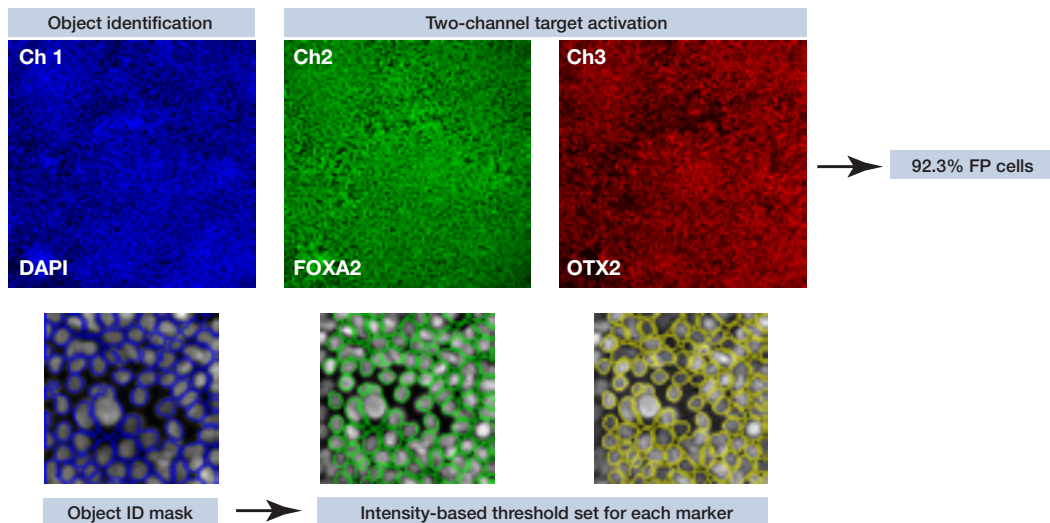 Object identification
Two-channel target activation
Ch 1
Ch2
Ch3
DAPI
FOXA2
OTX2
92.3% FP cells
Object ID mask
Intensity-based threshold set for each marker